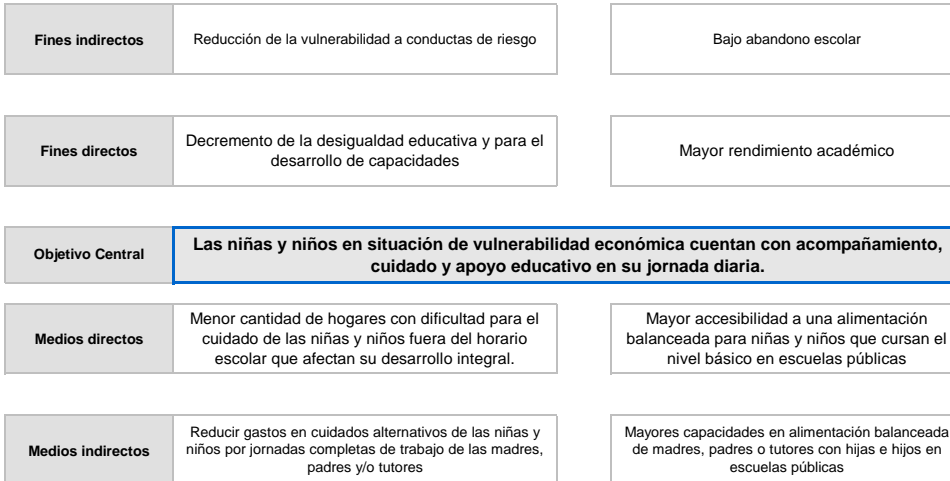 Fines indirectos
Reducción de la vulnerabilidad a conductas de riesgo
Bajo abandono escolar
Fines directos
Decremento de la desigualdad educativa y para el
desarrollo de capacidades
Mayor rendimiento académico
Objetivo Central
Las niñas y niños en situación de vulnerabilidad económica cuentan con acompañamiento,
cuidado y apoyo educativo en su jornada diaria.
Medios directos
Menor cantidad de hogares con dificultad para el
cuidado de las niñas y niños fuera del horario
escolar que afectan su desarrollo integral.
Mayor accesibilidad a una alimentación
balanceada para niñas y niños que cursan el
nivel básico en escuelas públicas
Medios indirectos
Reducir gastos en cuidados alternativos de las niñas y
niños por jornadas completas de trabajo de las madres,
padres y/o tutores
Mayores capacidades en alimentación balanceada
de madres, padres o tutores con hijas e hijos en
escuelas públicas